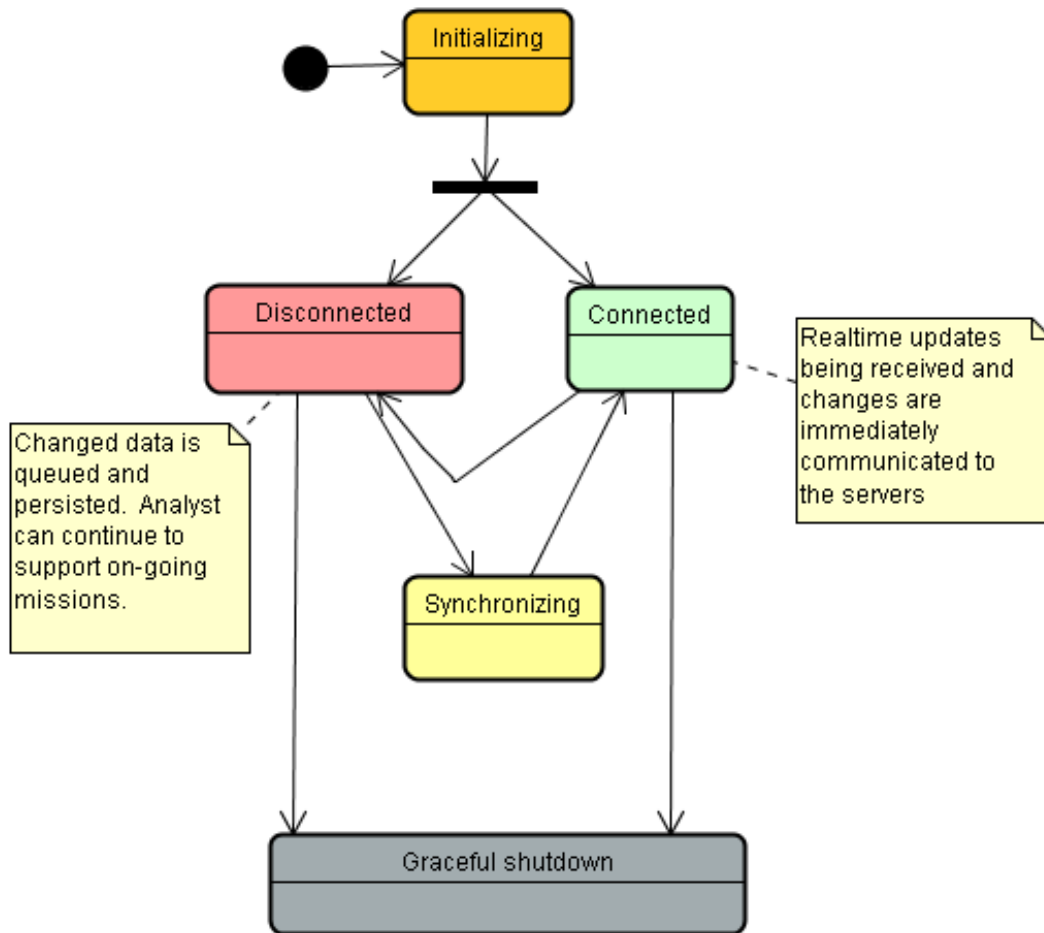 Initializing
Disconnected
Connected
Realtime updates
being received and
changes are
immediately
communicated to
the servers
Changed data is
queued and
persisted.  Analyst
can continue to
support on-going
missions.
Synchronizing
Graceful shutdown